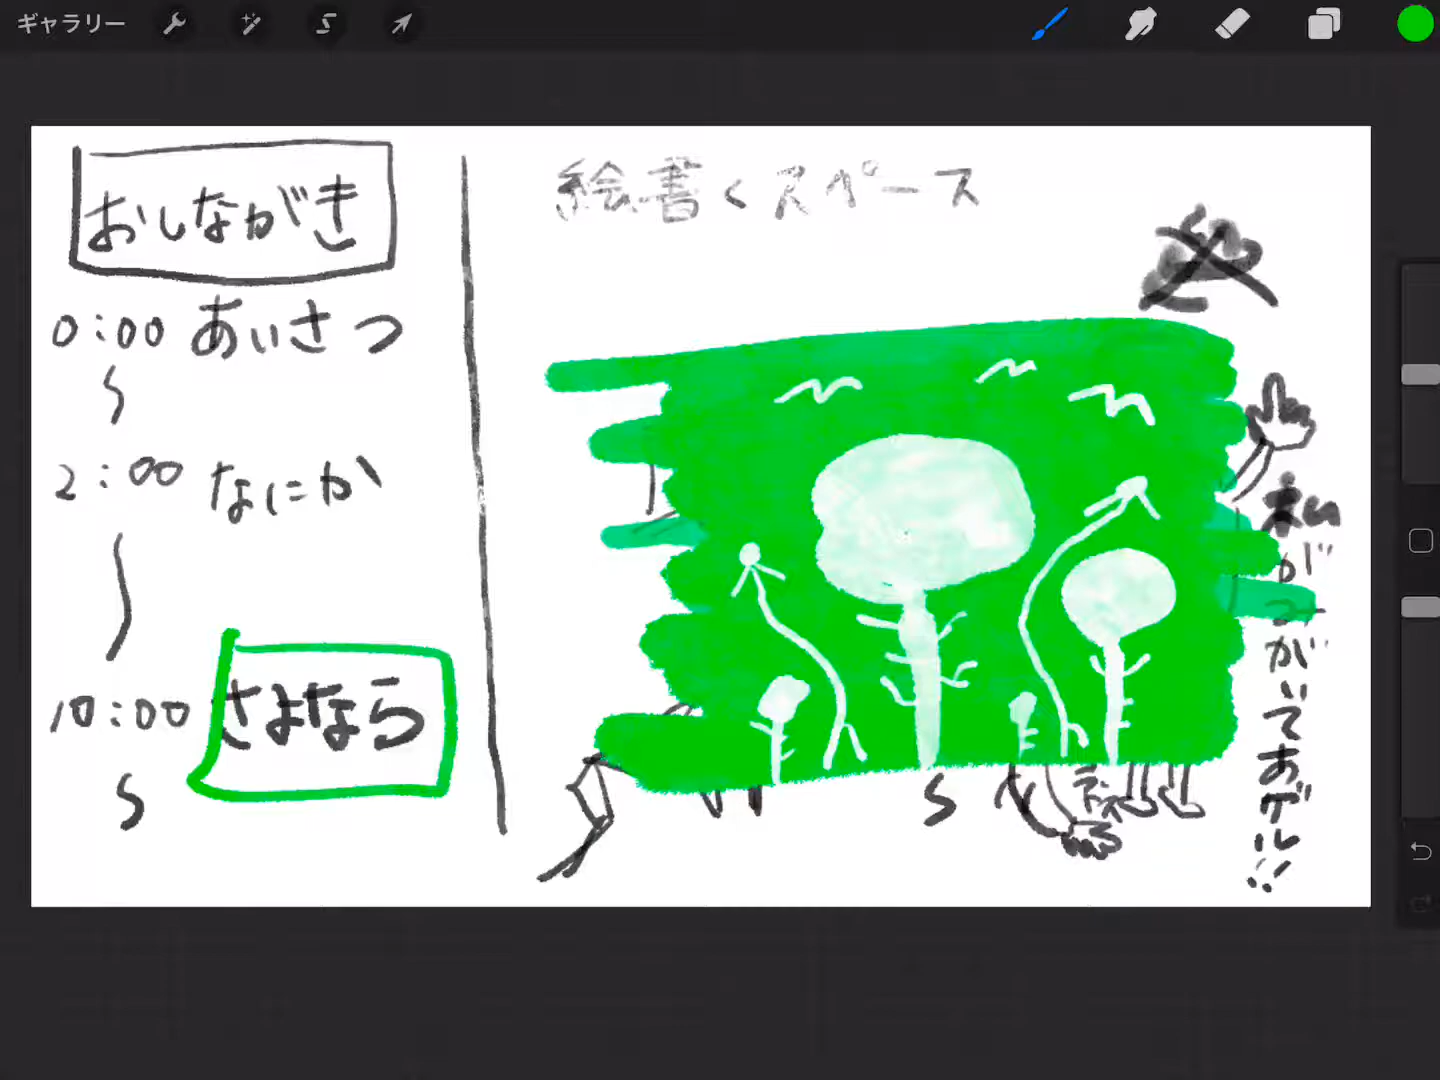 ギャラリー
おしながき
0:00 あいさつ
2:00 なにか
10:00 さよなら
絵書くスペース
私がみがいてあゲル!!